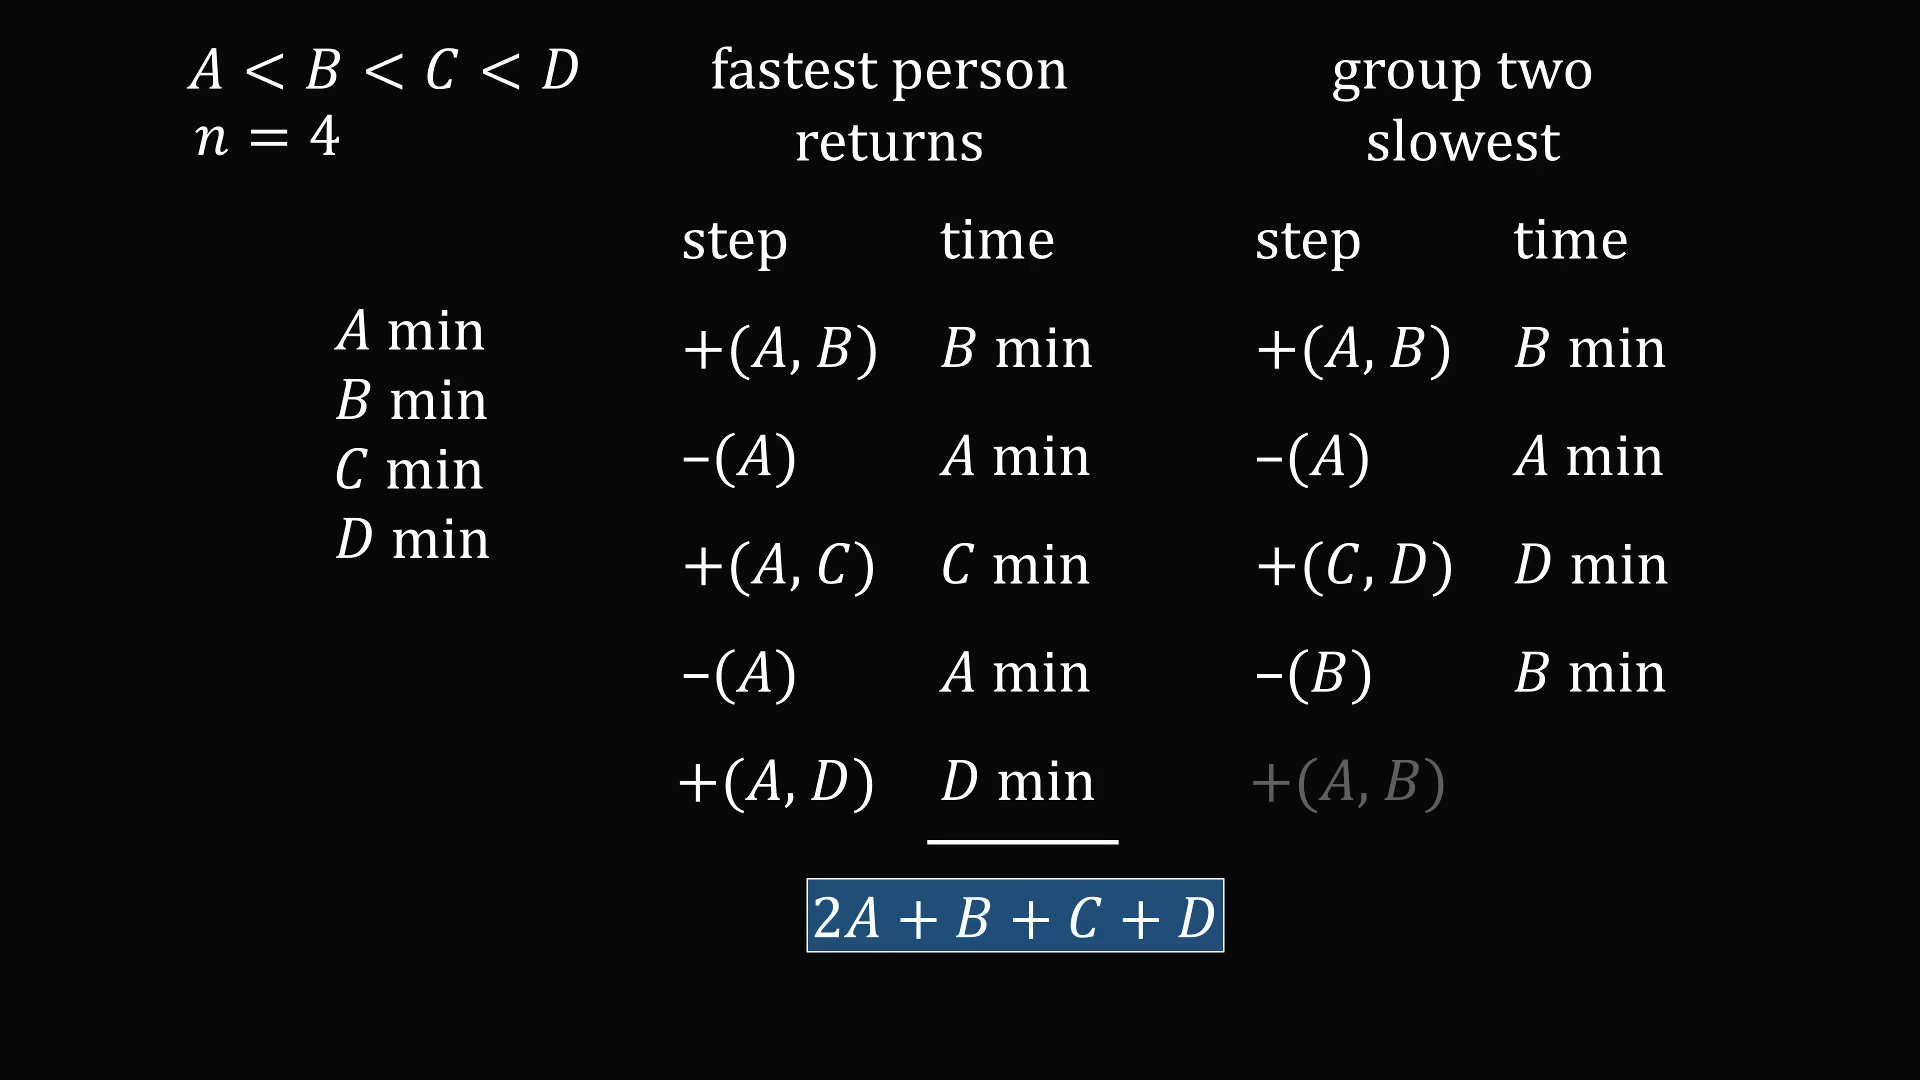 A < B < C < D
n = 4
fastest person
returns
group two
slowest
step time step time
A min
B min
C min
D min
+(A, B) B min +(A, B) B min
–(A) A min –(A) A min
+(A, C) C min +(C, D) D min
–(A) A min –(B) B min
+(A, D) D min +(A, B)
2A + B + C + D